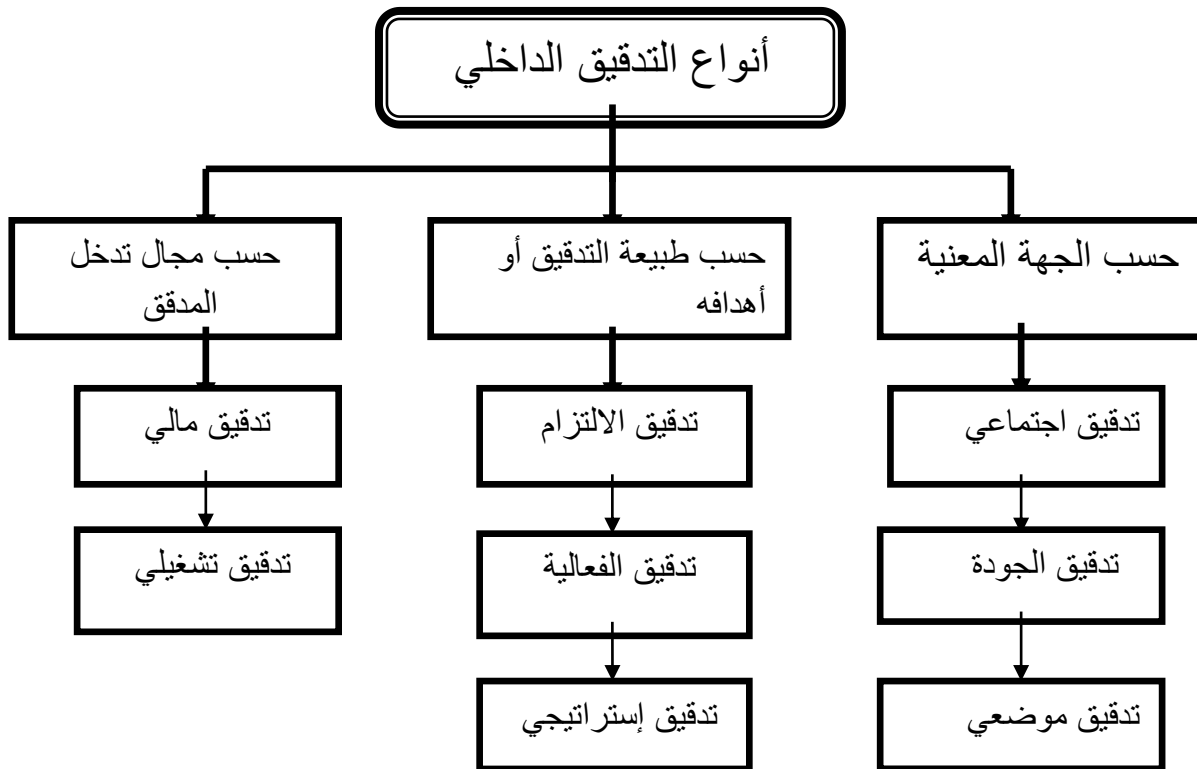 أنواع التدقيق الداخلي
حسب الجهة المعنية
حسب طبيعة التدقيق أو
أهدافه
حسب مجال تدخل
المدقق
تدقيق اجتماعي
تدقيق الالتزام
تدقيق مالي
تدقيق الجودة
تدقيق الفعالية
تدقيق تشغيلي
تدقيق موضعي
تدقيق إستراتيجي